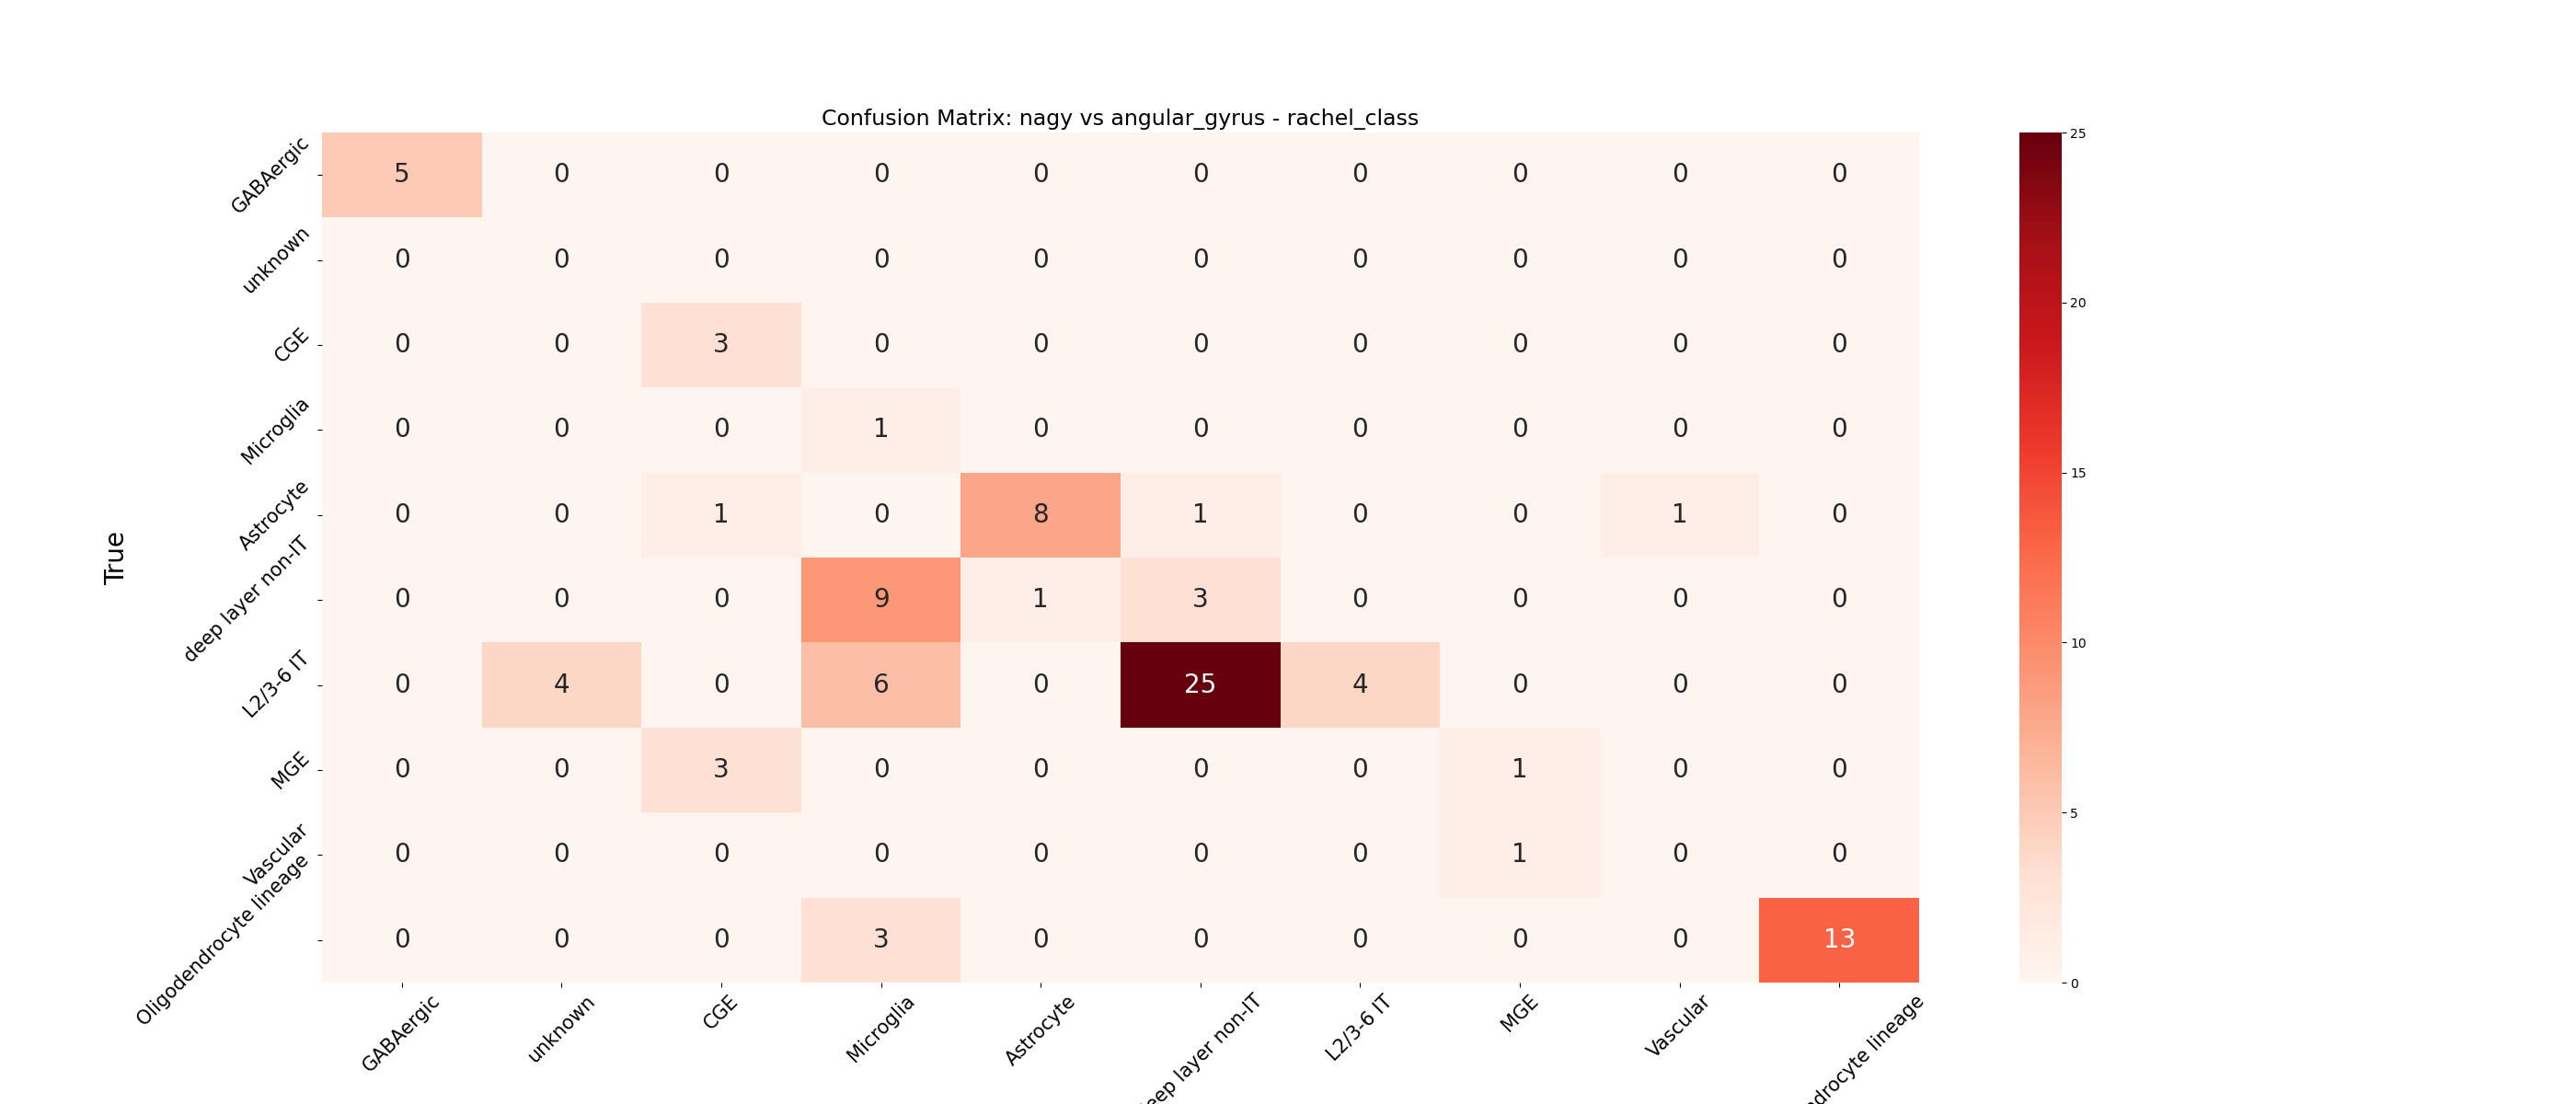 Confusion Matrix: nagy vs angular_gyrus - rachel_class
True
GABAergic 5 0 0 0 0 0 0 0 0 0
unknown 0 0 0 0 0 0 0 0 0 0
CGE 0 0 3 0 0 0 0 0 0 0
Microglia 0 0 0 1 0 0 0 0 0 0
Astrocyte 0 0 1 0 8 1 0 0 1 0
deep layer non-IT 0 0 0 9 1 3 0 0 0 0
L2/3-6 IT 0 4 0 6 0 25 4 0 0 0
MGE 0 0 3 0 0 0 0 1 0 0
Vascular 0 0 0 0 0 0 0 1 0 0
Oligodendrocyte lineage 0 0 0 3 0 0 0 0 0 13
GABAergic unknown CGE Microglia Astrocyte layer non-IT L2/3-6 IT MGE Vascular lineage
25
20
15
10
5
0